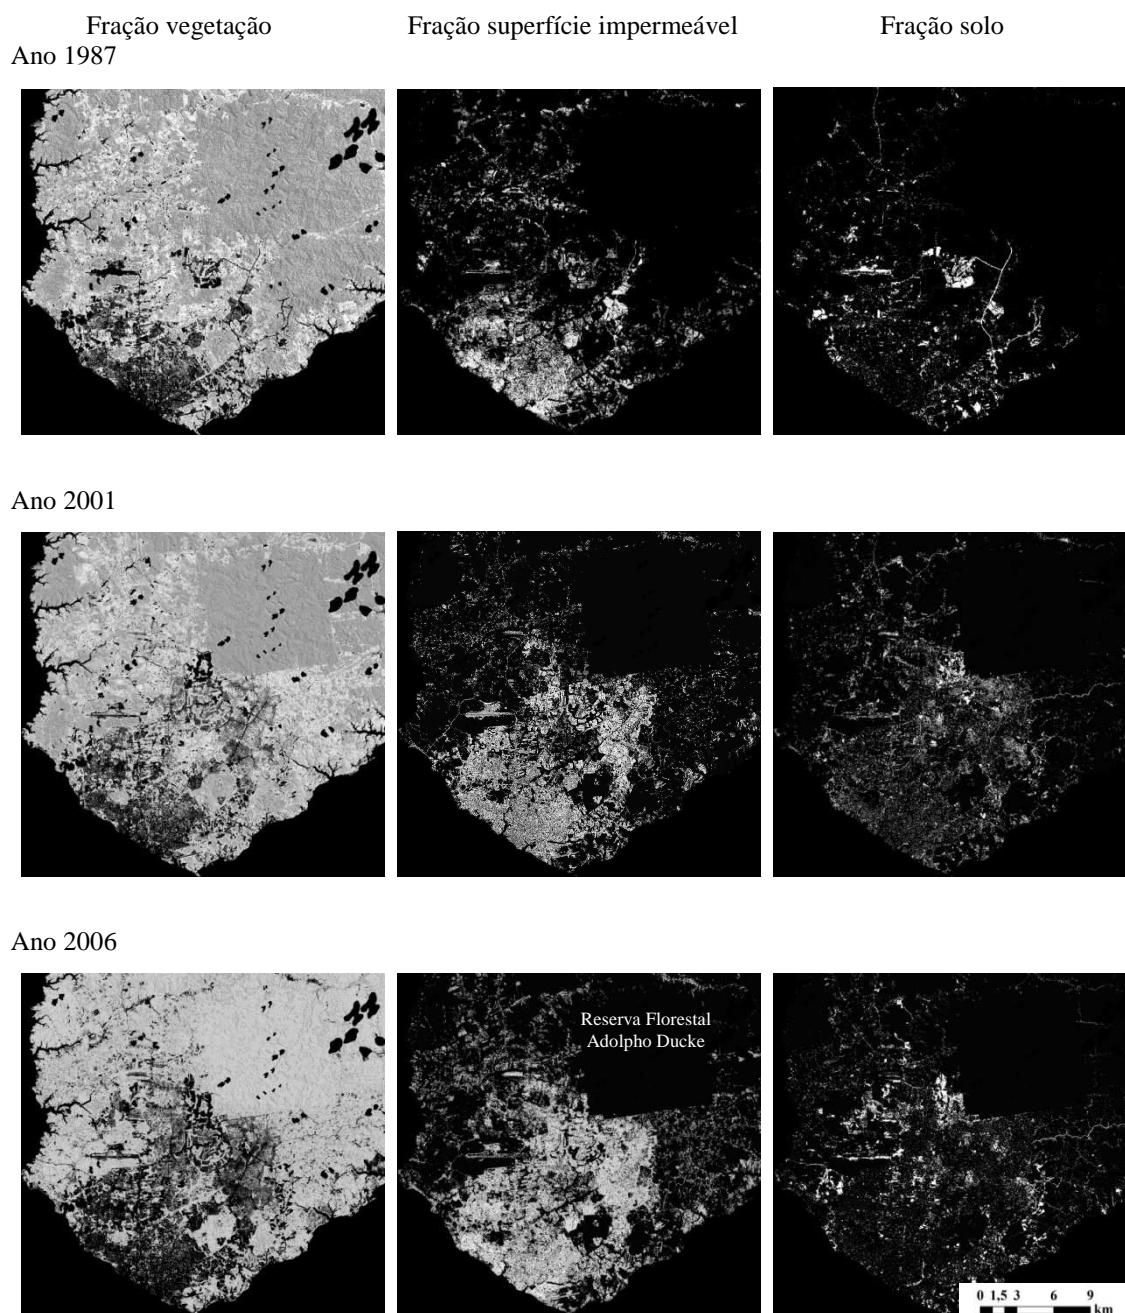 Fração vegetação Fração superfície impermeável Fração solo
Ano 1987
Ano 2001
Ano 2006
Reserva Florestal
Adolpho Ducke
0 1,5 3 6 9
km